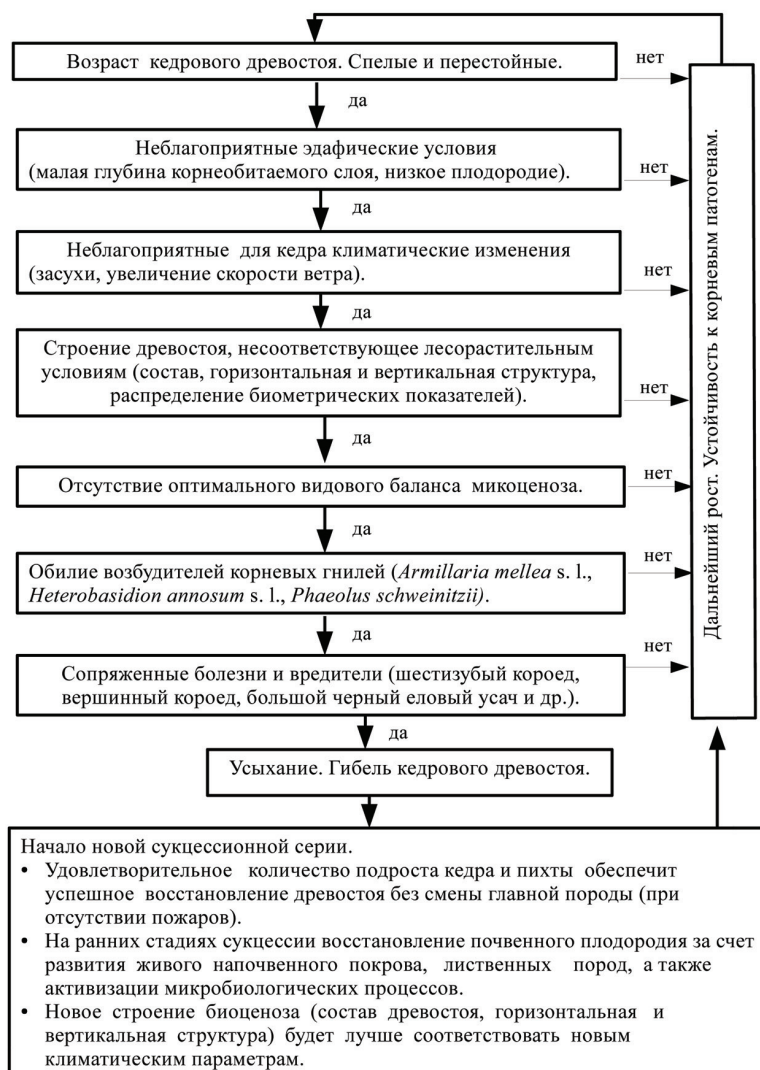 Возраст кедрового древостоя. Спелые и перестойные.
нет
да
Неблагоприятные эдафические условия
(малая глубина корнеобитаемого слоя, низкое плодородие).
нет
да
Неблагоприятные для кедра климатические изменения
(засухи, увеличение скорости ветра).
нет
да
Строение древостоя, несоответствующее лесорастительным
условиям (состав, горизонтальная и вертикальная структура,
распределение биометрических показателей).
нет
да
Отсутствие оптимального видового баланса микоценоза.
нет
да
Обилие возбудителей корневых гнилей (Armillaria mellea s. l.,
Heterobasidion annosum s. l., Phaeolus schweinitzii).
нет
да
Сопряженные болезни и вредители (шестизубый короед,
вершинный короед, большой черный еловый усач и др.).
нет
да
Дальнейший рост. Устойчивость к корневым патогенам.
Усыхание. Гибель кедрового древостоя.
Начало новой сукцессионной серии.
• Удовлетворительное количество подроста кедра и пихты обеспечит
успешное восстановление древостоя без смены главной породы (при
отсутствии пожаров).
• На ранних стадиях сукцессии восстановление почвенного плодородия за счет
развития живого напочвенного покрова, лиственных пород, а также
активизации микробиологических процессов.
• Новое строение биоценоза (состав древостоя, горизонтальная и
вертикальная структура) будет лучше соответствовать новым
климатическим параметрам.